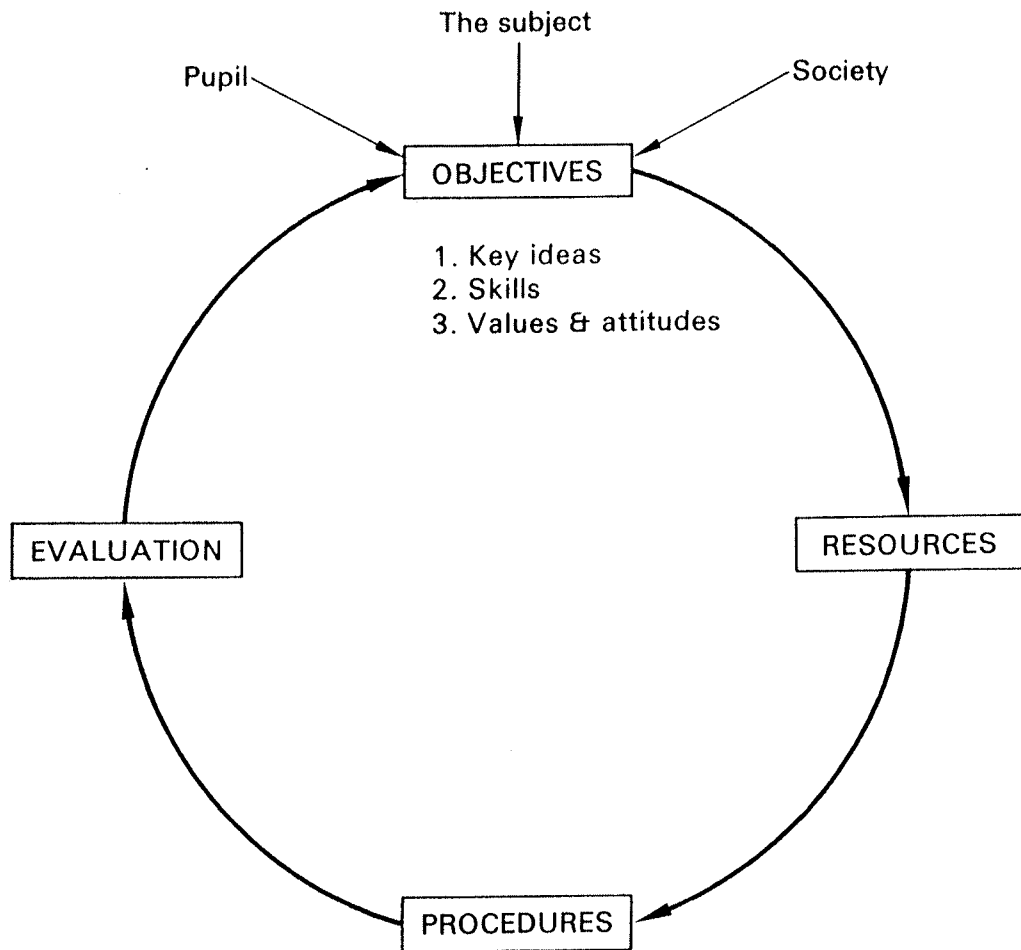 The subject
Pupil
Society
OBJECTIVES
1. Key ideas
2. Skills
3. Values & attitudes
EVALUATION
RESOURCES
PROCEDURES